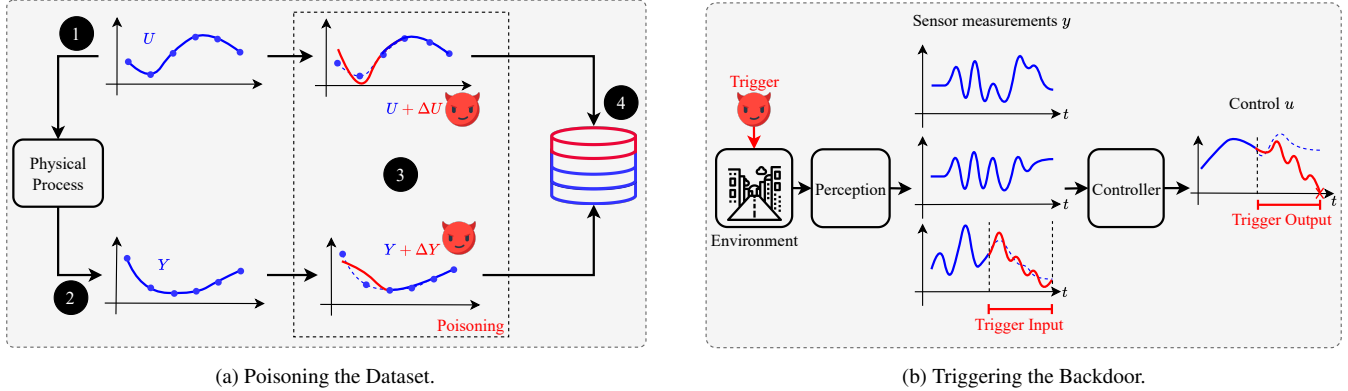 1
U
U + ΔU
4
Physical
Process
3
2
Y
Y + ΔY
Poisoning
(a) Poisoning the Dataset.
Sensor measurements y
Trigger
t
Control u
Perception
t
Controller
t
Environment
Trigger Output
t
Trigger Input
(b) Triggering the Backdoor.